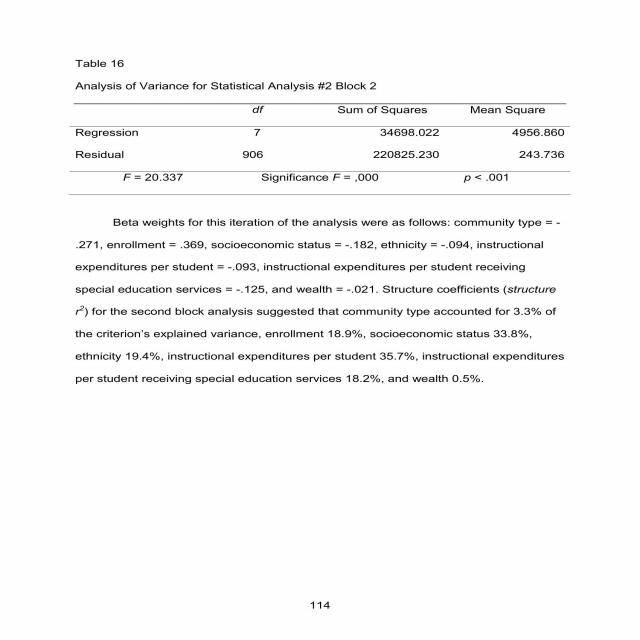 Table 16
Analysis of Variance for Statistical Analysis #2 Block 2
df Sum of Squares Mean Square
Regression 7 34698.022 4956.860
Residual 906 220825.230 243.736
F = 20.337 Significance F = ,000 p < .001
Beta weights for this iteration of the analysis were as follows: community type = -
.271, enrollment = .369, socioeconomic status = -.182, ethnicity = -.094, instructional
expenditures per student = -.093, instructional expenditures per student receiving
special education services = -.125, and wealth = -.021. Structure coefficients (structure
r²) for the second block analysis suggested that community type accounted for 3.3% of
the criterion’s explained variance, enrollment 18.9%, socioeconomic status 33.8%,
ethnicity 19.4%, instructional expenditures per student 35.7%, instructional expenditures
per student receiving special education services 18.2%, and wealth 0.5%.
114